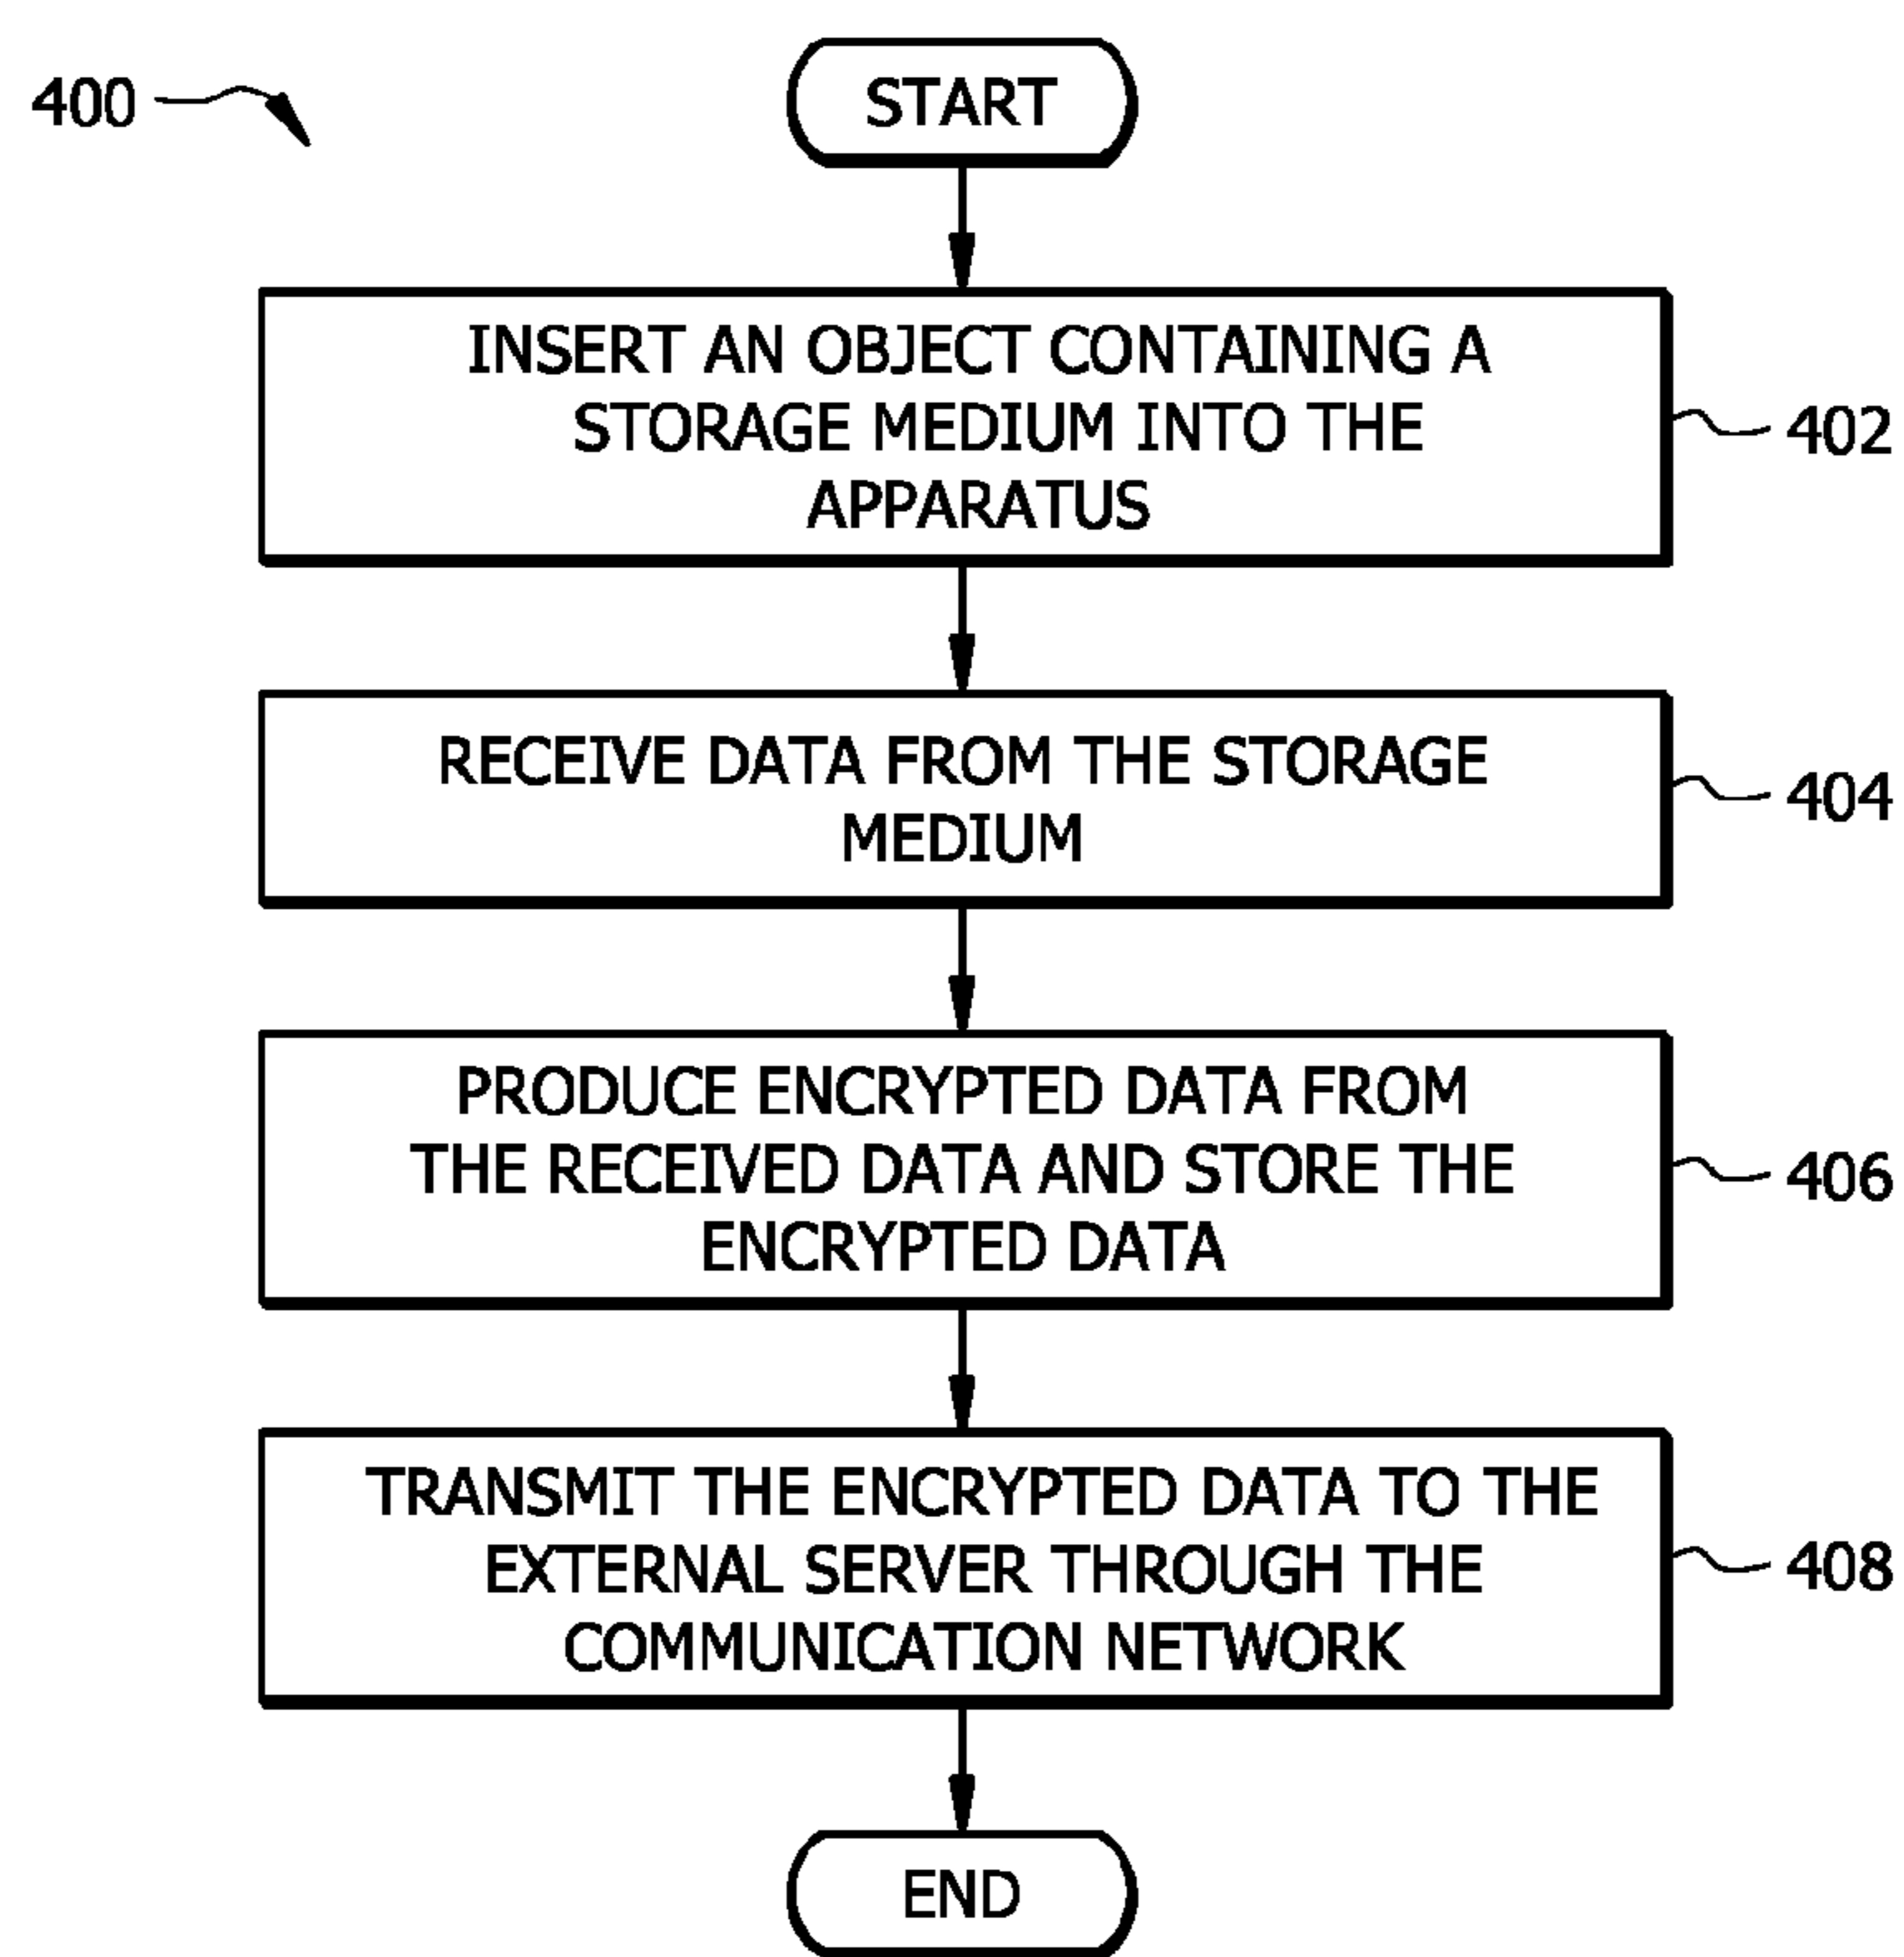 400
START
INSERT AN OBJECT CONTAINING A
STORAGE MEDIUM INTO THE
APPARATUS
402
RECEIVE DATA FROM THE STORAGE
MEDIUM
404
PRODUCE ENCRYPTED DATA FROM
THE RECEIVED DATA AND STORE THE
ENCRYPTED DATA
406
TRANSMIT THE ENCRYPTED DATA TO THE
EXTERNAL SERVER THROUGH THE
COMMUNICATION NETWORK
408
END